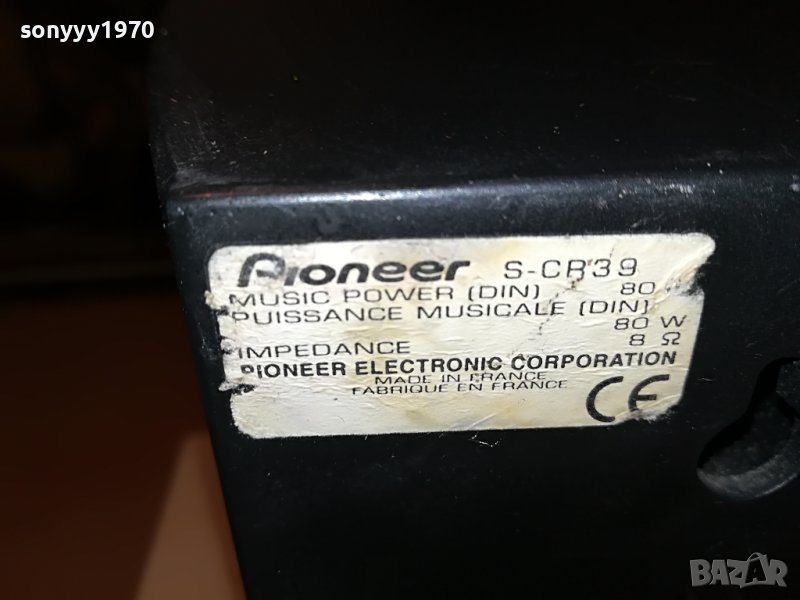 sonyyy1970
Pioneer S-CR39
MUSIC POWER (DIN) 80
PUISSANCE MUSICALE (DIN)
80 W
IMPEDANCE 8 Ω
PIONEER ELECTRONIC CORPORATION
MADE IN FRANCE
FABRIQUE EN FRANCE
CE
BAZAR